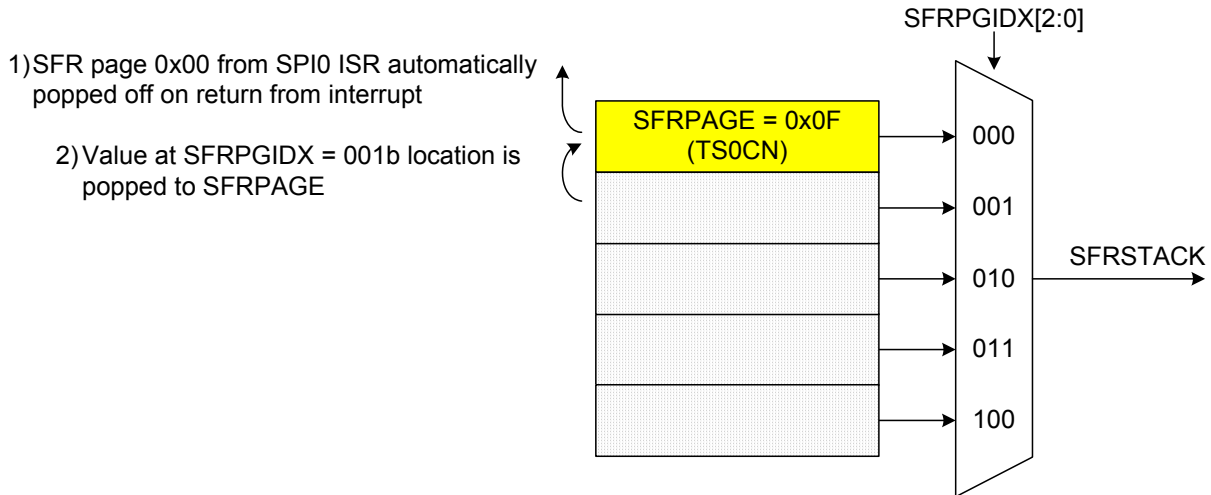 SFRPGIDX[2:0]
1)SFR page 0x00 from SPI0 ISR automatically
popped off on return from interrupt
2)Value at SFRPGIDX = 001b location is
popped to SFRPAGE
SFRPAGE = 0x0F
(TS0CN)
000
001
010
011
100
SFRSTACK